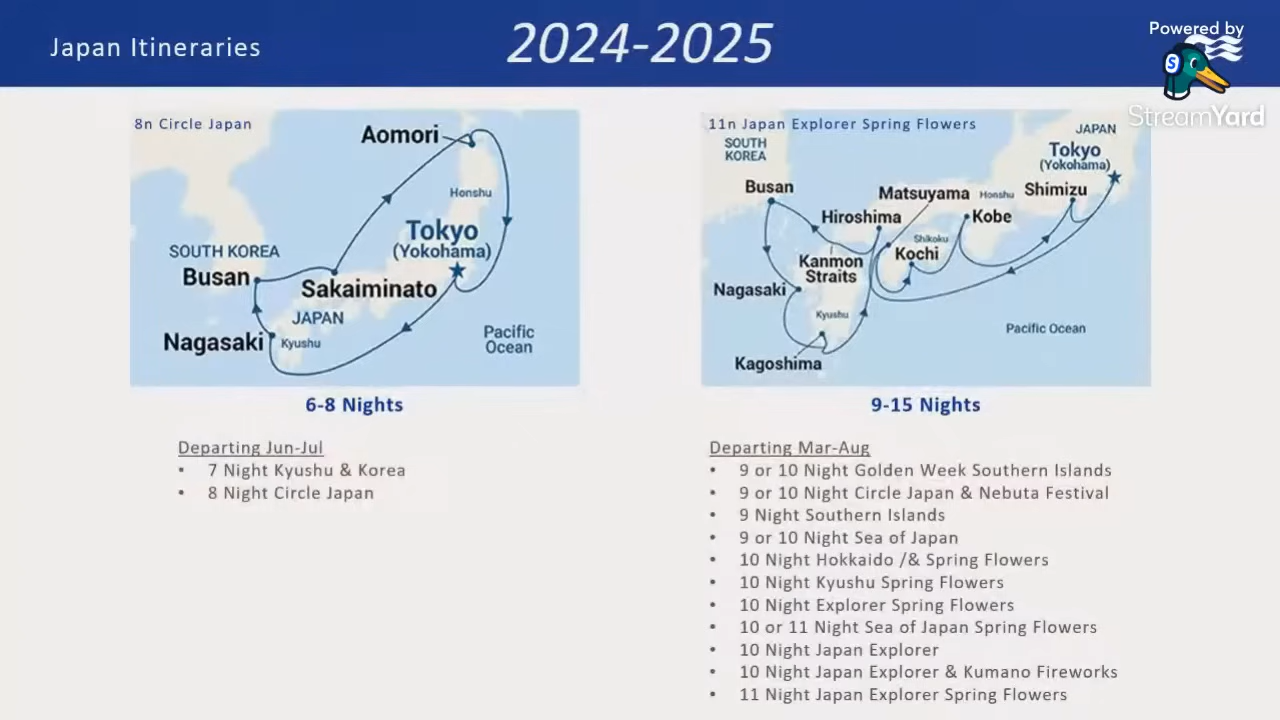 Japan Itineraries
2024-2025
Powered by
S
StreamYard
8n Circle Japan
Aomori
Honshu
Tokyo
(Yokohama)
SOUTH KOREA
Busan
Sakaiminato
JAPAN
Nagasaki
Kyushu
Pacific
Ocean
6-8 Nights
Departing Jun-Jul
• 7 Night Kyushu & Korea
• 8 Night Circle Japan
11n Japan Explorer Spring Flowers
JAPAN
SOUTH
KOREA
Tokyo
(Yokohama)
Busan
Matsuyama
Honshu
Shimizu
Hiroshima
Kobe
Shikoku
Kochi
Kanmon
Straits
Nagasaki
Kyushu
Pacific Ocean
Kagoshima
9-15 Nights
Departing Mar-Aug
• 9 or 10 Night Golden Week Southern Islands
• 9 or 10 Night Circle Japan & Nebuta Festival
• 9 Night Southern Islands
• 9 or 10 Night Sea of Japan
• 10 Night Hokkaido /& Spring Flowers
• 10 Night Kyushu Spring Flowers
• 10 Night Explorer Spring Flowers
• 10 or 11 Night Sea of Japan Spring Flowers
• 10 Night Japan Explorer
• 10 Night Japan Explorer & Kumano Fireworks
• 11 Night Japan Explorer Spring Flowers